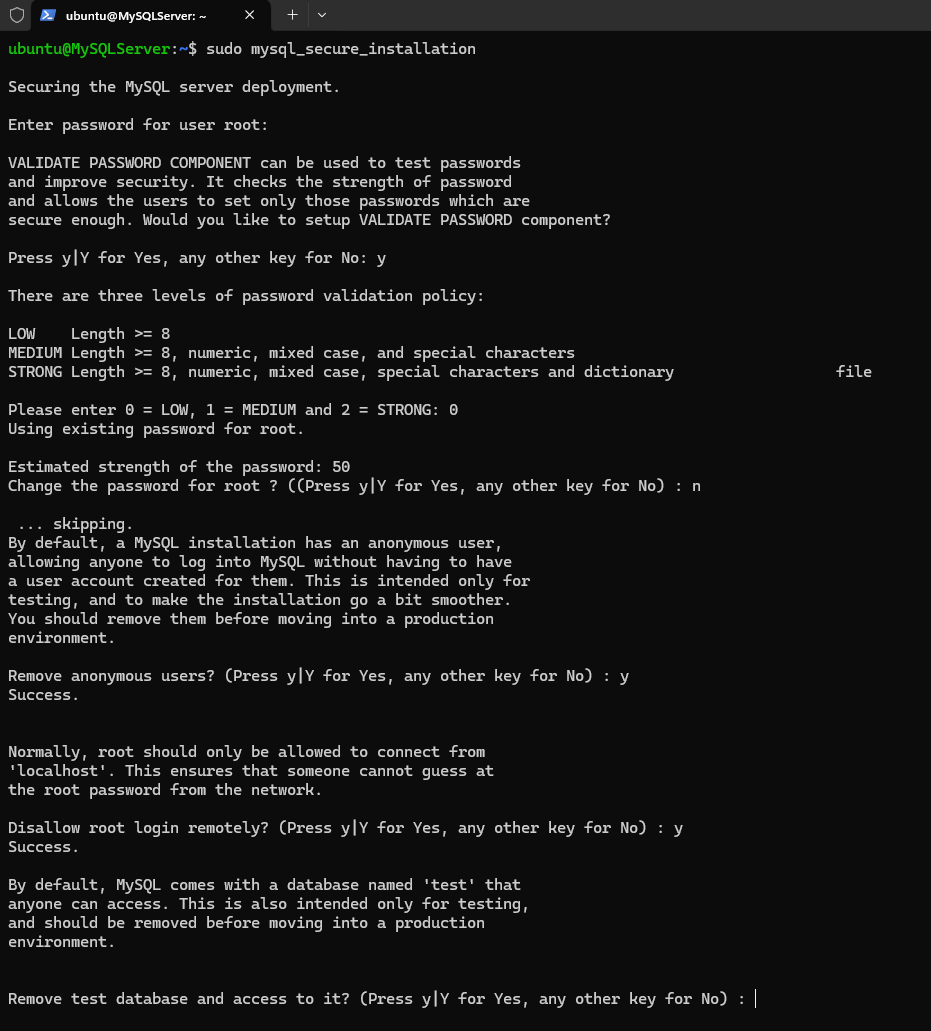 ubuntu@MySQLServer: ~
ubuntu@MySQLServer:~$ sudo mysql_secure_installation
Securing the MySQL server deployment.
Enter password for user root:
VALIDATE PASSWORD COMPONENT can be used to test passwords
and improve security. It checks the strength of password
and allows the users to set only those passwords which are
secure enough. Would you like to setup VALIDATE PASSWORD component?
Press y|Y for Yes, any other key for No: y
There are three levels of password validation policy:
LOW    Length >= 8
MEDIUM Length >= 8, numeric, mixed case, and special characters
STRONG Length >= 8, numeric, mixed case, special characters and dictionary                  file
Please enter 0 = LOW, 1 = MEDIUM and 2 = STRONG: 0
Using existing password for root.
Estimated strength of the password: 50
Change the password for root ? ((Press y|Y for Yes, any other key for No) : n
 ... skipping.
By default, a MySQL installation has an anonymous user,
allowing anyone to log into MySQL without having to have
a user account created for them. This is intended only for
testing, and to make the installation go a bit smoother.
You should remove them before moving into a production
environment.
Remove anonymous users? (Press y|Y for Yes, any other key for No) : y
Success.
Normally, root should only be allowed to connect from
'localhost'. This ensures that someone cannot guess at
the root password from the network.
Disallow root login remotely? (Press y|Y for Yes, any other key for No) : y
Success.
By default, MySQL comes with a database named 'test' that
anyone can access. This is also intended only for testing,
and should be removed before moving into a production
environment.
Remove test database and access to it? (Press y|Y for Yes, any other key for No) :